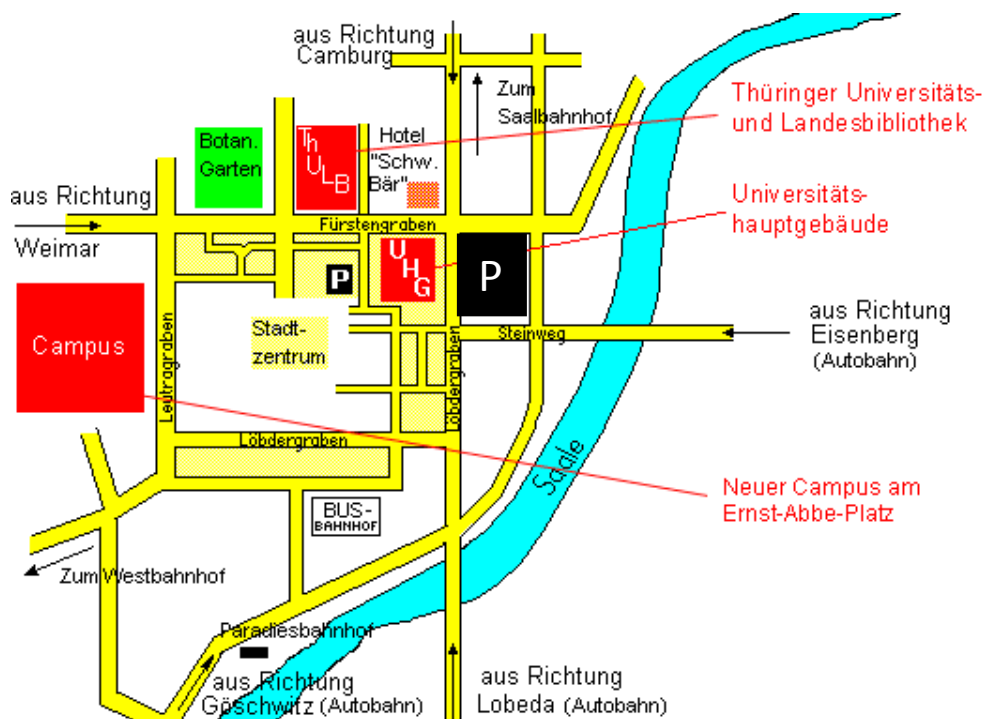 aus Richtung
Camburg
Zum
Saalbahnhof
Thüringer Universitäts-
und Landesbibliothek
Botan.
Garten
ThULB
Hotel
"Schw.
Bär"
aus Richtung
Weimar
Fürstengraben
Universitäts-
hauptgebäude
UHG
P
P
Campus
Stadt-
zentrum
Leutragraben
Löbdergraben
Steinweg
aus Richtung
Eisenberg
(Autobahn)
Löbdergraben
Saale
Neuer Campus am
Ernst-Abbe-Platz
BUS-
BAHNHOF
Zum Westbahnhof
Paradiesbahnhof
aus Richtung
Göschwitz (Autobahn)
aus Richtung
Lobeda (Autobahn)